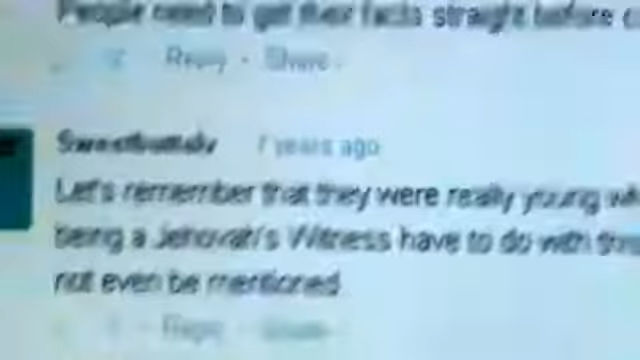 People need to get their facts straight before
Reply · Share ·
7 years ago
Let's remember that they were really young
being a Jehovah's Witness have to do with
not even be mentioned
Reply Share